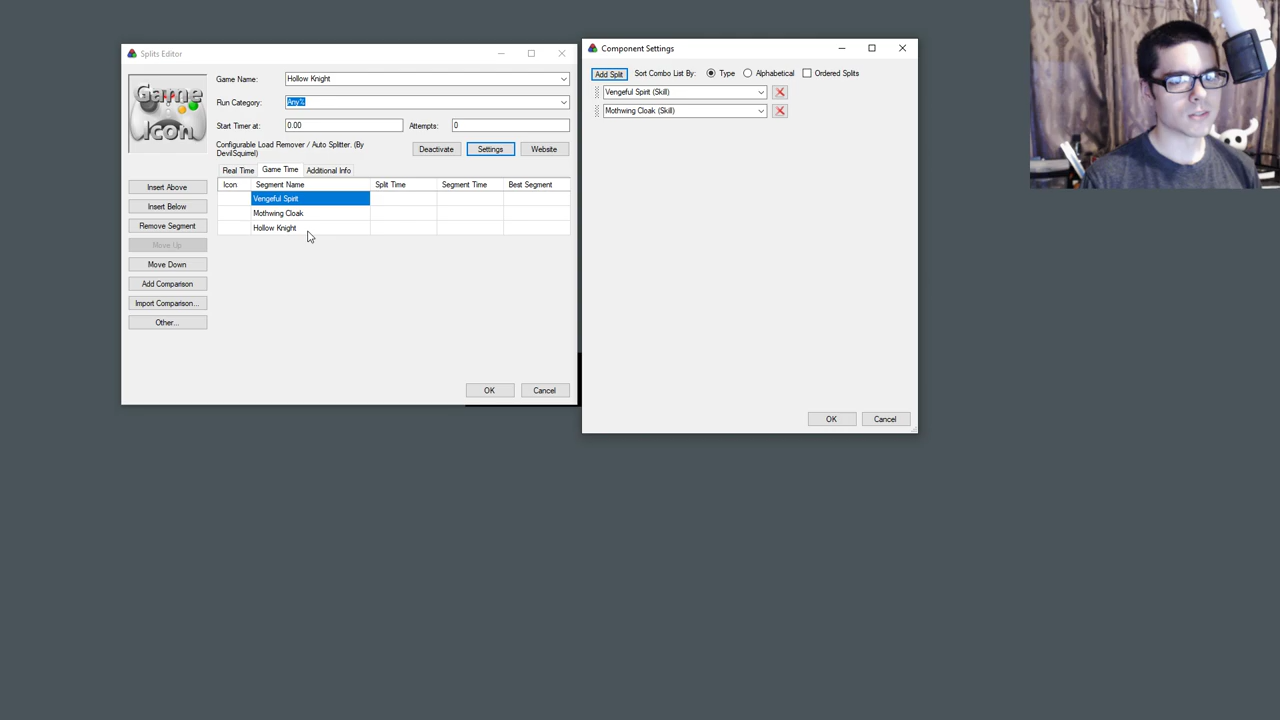 Splits Editor
Game Icon
Game Name:
Hollow Knight
Run Category:
Any%
Start Timer at:
0.00
Attempts:
0
Configurable Load Remover / Auto Splitter. (By
DevilSquirrel)
Deactivate
Settings
Website
Real Time
Game Time
Additional Info
Icon
Segment Name
Split Time
Segment Time
Best Segment
Vengeful Spirit
Mothwing Cloak
Hollow Knight
Insert Above
Insert Below
Remove Segment
Move Up
Move Down
Add Comparison
Import Comparison...
Other...
OK
Cancel
Component Settings
Add Split
Sort Combo List By:
Type
Alphabetical
Ordered Splits
Vengeful Spirit (Skill)
Mothwing Cloak (Skill)
OK
Cancel